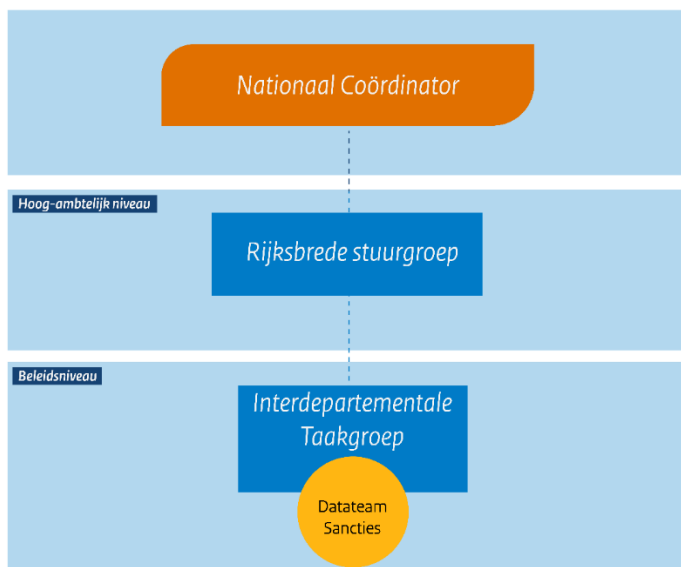 Nationaal Coördinator
Hoog-ambtelijk niveau
Rijksbrede stuurgroep
Beleidsniveau
Interdepartementale
Taakgroep
Datateam
Sancties